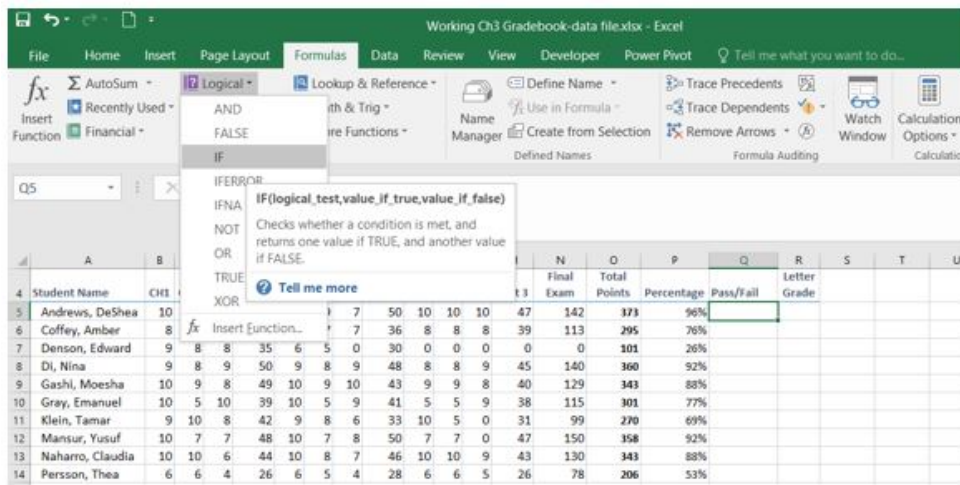 Working Ch3 Gradebook-data file.xlsx - Excel
File Home Insert Page Layout Formulas Data Review View Developer Power Pivot Tell me what you want to do...
fx Insert Function
Σ AutoSum
Recently Used
Financial
Logical
Lookup & Reference
th & Trig
re Functions
Name Manager
Define Name
Use in Formula
Create from Selection
Defined Names
Trace Precedents
Trace Dependents
Remove Arrows
Formula Auditing
Watch Window
Calculation Options
Calculatio
AND
FALSE
IF
IFERROR
IFNA
NOT
OR
TRUE
XOR
fx Insert Function...
IF(logical_test,value_if_true,value_if_false)
Checks whether a condition is met, and
returns one value if TRUE, and another value
if FALSE.
Tell me more
Q5
A B N O P Q R S T U
4 Student Name CH1 t 3 Final Exam Total Points Percentage Pass/Fail Letter Grade
5 Andrews, DeShea 10 7 50 10 10 10 47 142 373 96%
6 Coffey, Amber 8 7 36 8 8 8 39 113 295 76%
7 Denson, Edward 9 8 8 35 6 5 0 30 0 0 0 0 0 101 26%
8 Di, Nina 9 8 9 50 9 8 9 48 8 8 9 45 140 360 92%
9 Gashi, Moesha 10 9 8 49 10 9 10 43 9 9 8 40 129 343 88%
10 Gray, Emanuel 10 5 10 39 10 5 9 41 5 5 9 38 115 301 77%
11 Klein, Tamar 9 10 8 42 9 8 6 33 10 5 0 31 99 270 69%
12 Mansur, Yusuf 10 7 7 48 10 7 8 50 7 7 0 47 150 358 92%
13 Naharro, Claudia 10 10 6 44 10 8 7 46 10 10 9 43 130 343 88%
14 Persson, Thea 6 6 4 26 6 5 4 28 6 6 5 26 78 206 53%